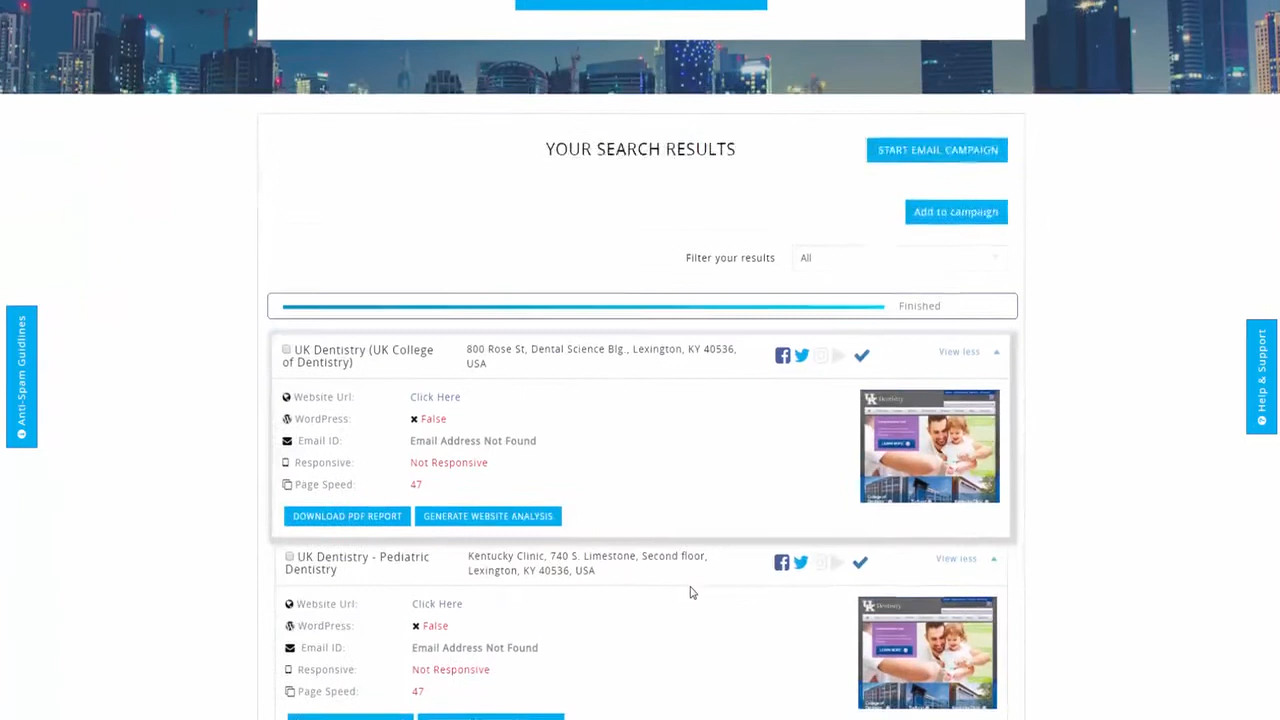 YOUR SEARCH RESULTS
START EMAIL CAMPAIGN
Add to campaign
Filter your results
All
Finished
Anti-Spam Guidlines
Help & Support
UK Dentistry (UK College
of Dentistry)
800 Rose St, Dental Science Blg., Lexington, KY 40536,
USA
View less
Website Url: Click Here
WordPress: False
Email ID: Email Address Not Found
Responsive: Not Responsive
Page Speed: 47
DOWNLOAD PDF REPORT
GENERATE WEBSITE ANALYSIS
UK Dentistry - Pediatric
Dentistry
Kentucky Clinic, 740 S. Limestone, Second floor,
Lexington, KY 40536, USA
View less
Website Url: Click Here
WordPress: False
Email ID: Email Address Not Found
Responsive: Not Responsive
Page Speed: 47